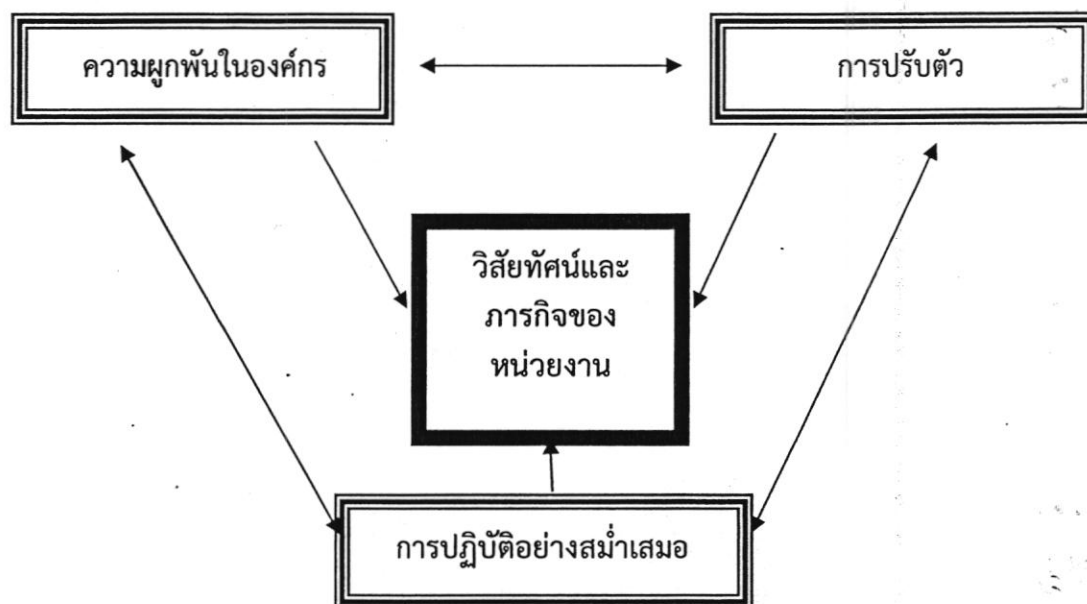 ความผูกพันในองค์กร
การปรับตัว
วิสัยทัศน์และ
ภารกิจของ
หน่วยงาน
การปฏิบัติอย่างสม่ำเสมอ